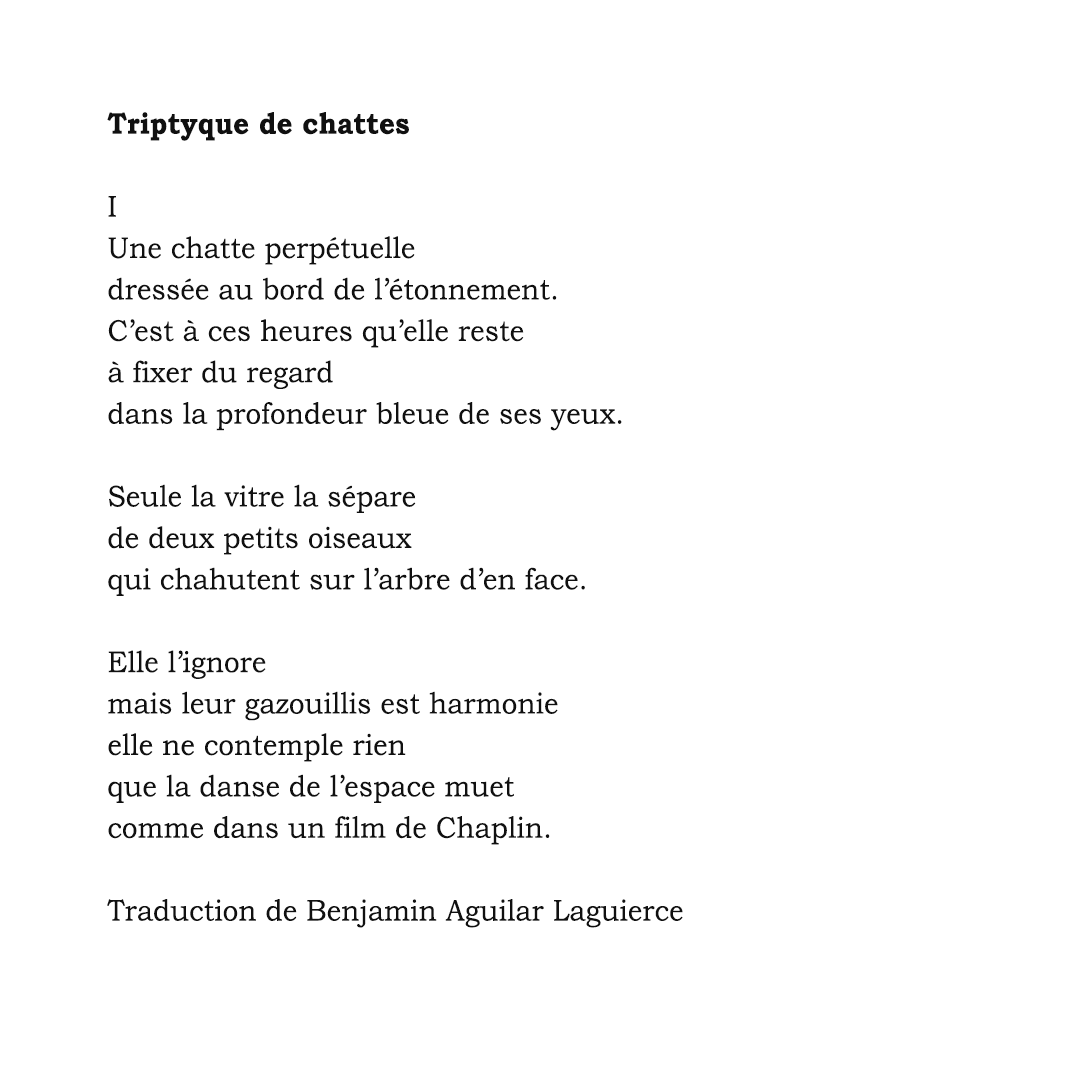 Triptyque de chattes
I
Une chatte perpétuelle
dressée au bord de l’étonnement.
C’est à ces heures qu’elle reste
à fixer du regard
dans la profondeur bleue de ses yeux.
Seule la vitre la sépare
de deux petits oiseaux
qui chahutent sur l’arbre d’en face.
Elle l’ignore
mais leur gazouillis est harmonie
elle ne contemple rien
que la danse de l’espace muet
comme dans un film de Chaplin.
Traduction de Benjamin Aguilar Laguierce